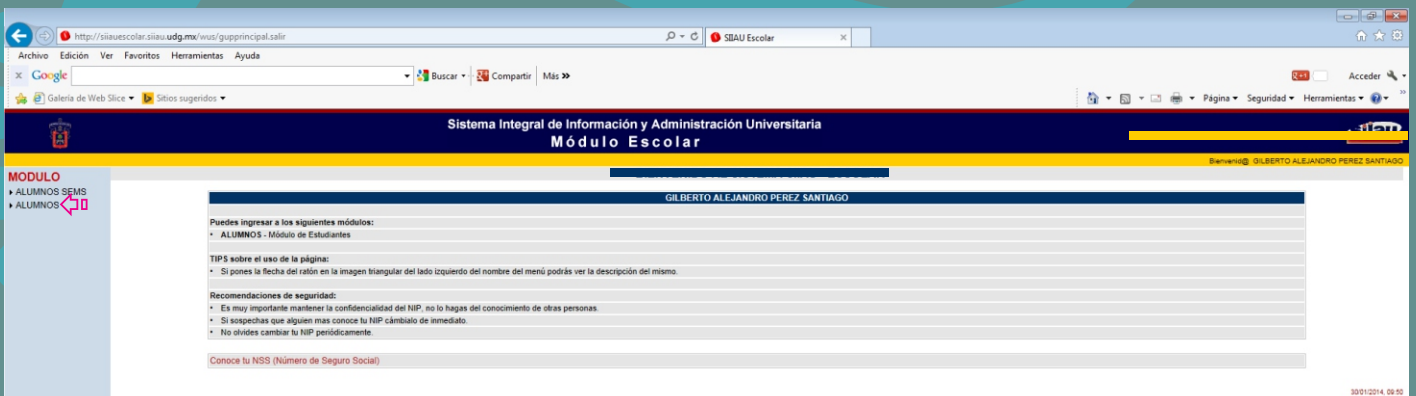 http://siiauescolar.siiau.udg.mx/wus/gupprincipal.salir
SIIAU Escolar
Archivo Edición Ver Favoritos Herramientas Ayuda
x Google Buscar Compartir Más »
Acceder
Galería de Web Slice Sitios sugeridos
Página Seguridad Herramientas
Sistema Integral de Información y Administración Universitaria
Módulo Escolar
Bienvenid@ GILBERTO ALEJANDRO PEREZ SANTIAGO
MODULO
ALUMNOS SEMS
ALUMNOS
GILBERTO ALEJANDRO PEREZ SANTIAGO
Puedes ingresar a los siguientes módulos:
• ALUMNOS - Módulo de Estudiantes
TIPS sobre el uso de la página:
• Si pones la flecha del ratón en la imagen triangular del lado izquierdo del nombre del menú podrás ver la descripción del mismo.
Recomendaciones de seguridad:
• Es muy importante mantener la confidencialidad del NIP, no lo hagas del conocimiento de otras personas.
• Si sospechas que alguien mas conoce tu NIP cámbialo de inmediato.
• No olvides cambiar tu NIP periódicamente.
Conoce tu NSS (Número de Seguro Social)
30/01/2014, 09:50